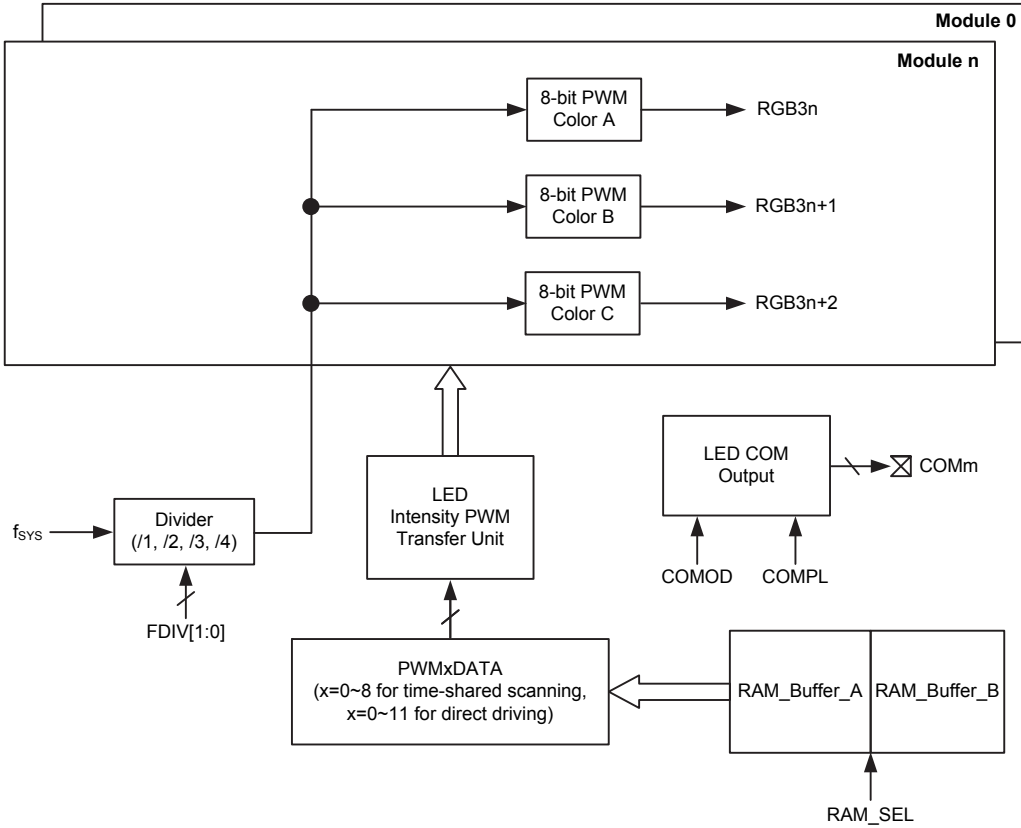 Module 0
Module n
8-bit PWM
Color A
RGB3n
8-bit PWM
Color B
RGB3n+1
8-bit PWM
Color C
RGB3n+2
LED
Intensity PWM
Transfer Unit
LED COM
Output
COMm
fSYS
Divider
(/1, /2, /3, /4)
COMOD
COMPL
FDIV[1:0]
PWMxDATA
(x=0~8 for time-shared scanning,
x=0~11 for direct driving)
RAM_Buffer_A
RAM_Buffer_B
RAM_SEL